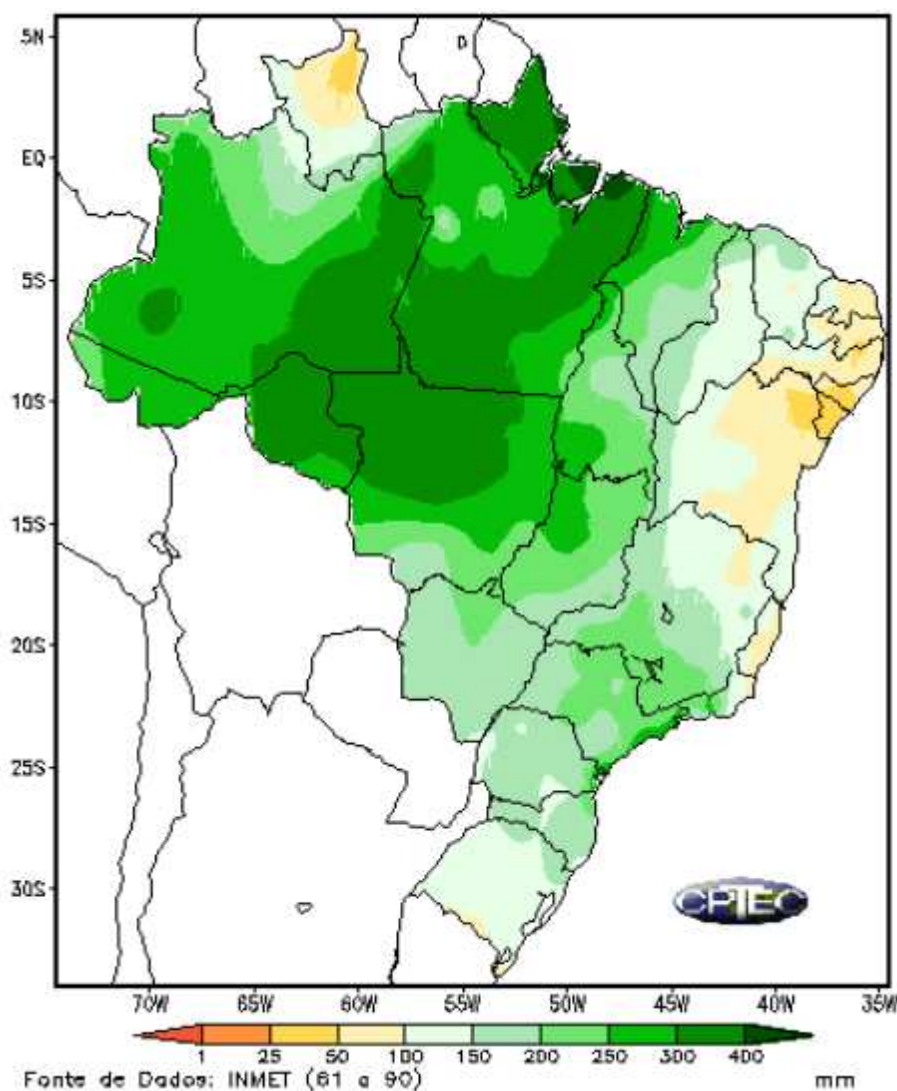 5N
EQ
5S
10S
15S
20S
25S
30S
CPTEC
70W 65W 60W 55W 50W 45W 40W 35W
1 25 50 100 150 200 250 300 400
Fonte de Dados: INMET (61 a 90) mm